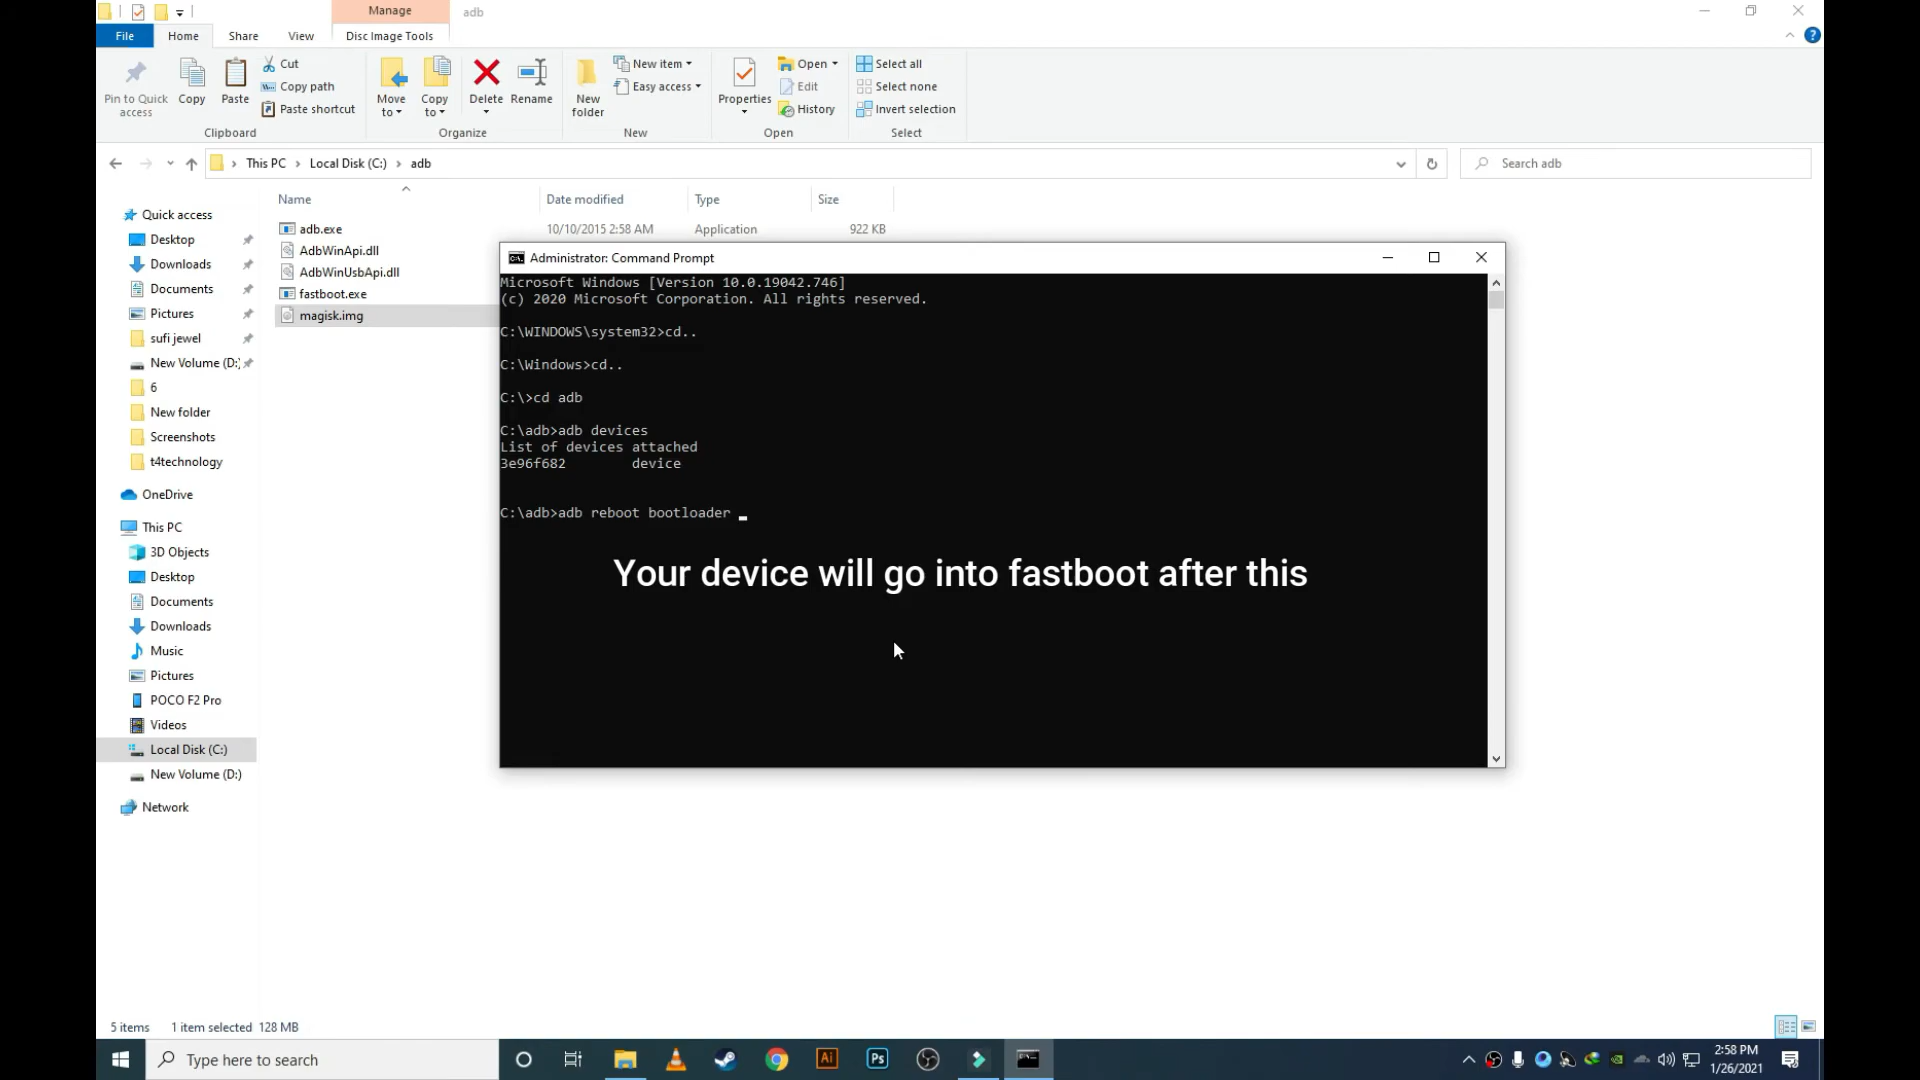 Manage
adb
File
Home
Share
View
Disc Image Tools
Pin to Quick access
Copy
Paste
Cut
Copy path
Paste shortcut
Clipboard
Move to
Copy to
Delete
Rename
Organize
New folder
New item
Easy access
New
Properties
Open
Edit
History
Open
Select all
Select none
Invert selection
Select
This PC > Local Disk (C:) > adb
Search adb
Name
Date modified
Type
Size
adb.exe
10/10/2015 2:58 AM
Application
922 KB
AdbWinApi.dll
AdbWinUsbApi.dll
fastboot.exe
magisk.img
Quick access
Desktop
Downloads
Documents
Pictures
sufi jewel
New Volume (D:)
6
New folder
Screenshots
t4technology
OneDrive
This PC
3D Objects
Desktop
Documents
Downloads
Music
Pictures
POCO F2 Pro
Videos
Local Disk (C:)
New Volume (D:)
Network
Administrator: Command Prompt
Microsoft Windows [Version 10.0.19042.746]
(c) 2020 Microsoft Corporation. All rights reserved.
C:\WINDOWS\system32>cd..
C:\Windows>cd..
C:\>cd adb
C:\adb>adb devices
List of devices attached
3e96f682 device
C:\adb>adb reboot bootloader _
Your device will go into fastboot after this
5 items
1 item selected 128 MB
Type here to search
Ai
Ps
2:58 PM
1/26/2021